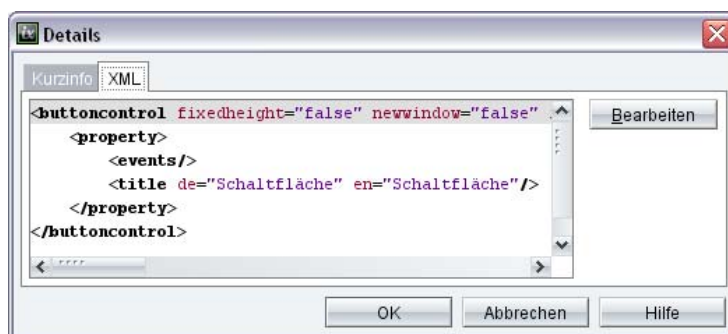 Details
Kurzinfo XML
<buttoncontrol fixedheight="false" newwindow="false"
Bearbeiten
<property>
<events/>
<title de="Schaltfläche" en="Schaltfläche"/>
</property>
</buttoncontrol>
OK Abbrechen Hilfe